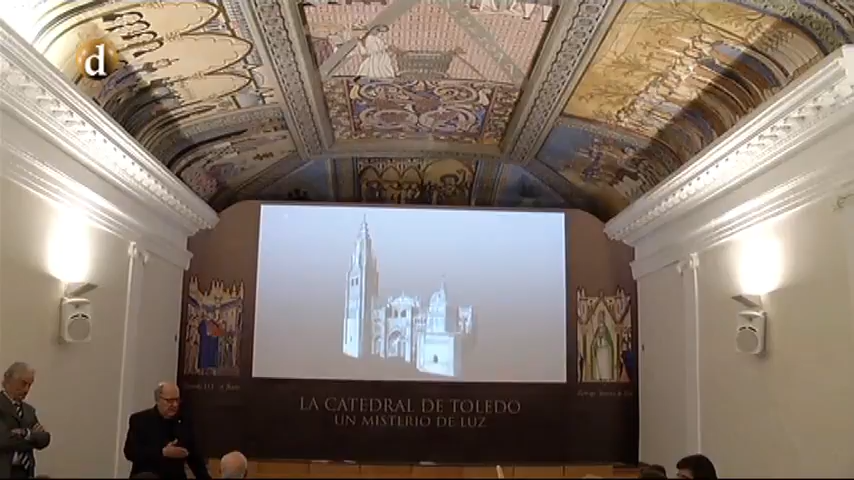 d
LA CATEDRAL DE TOLEDO
UN MISTERIO DE LUZ